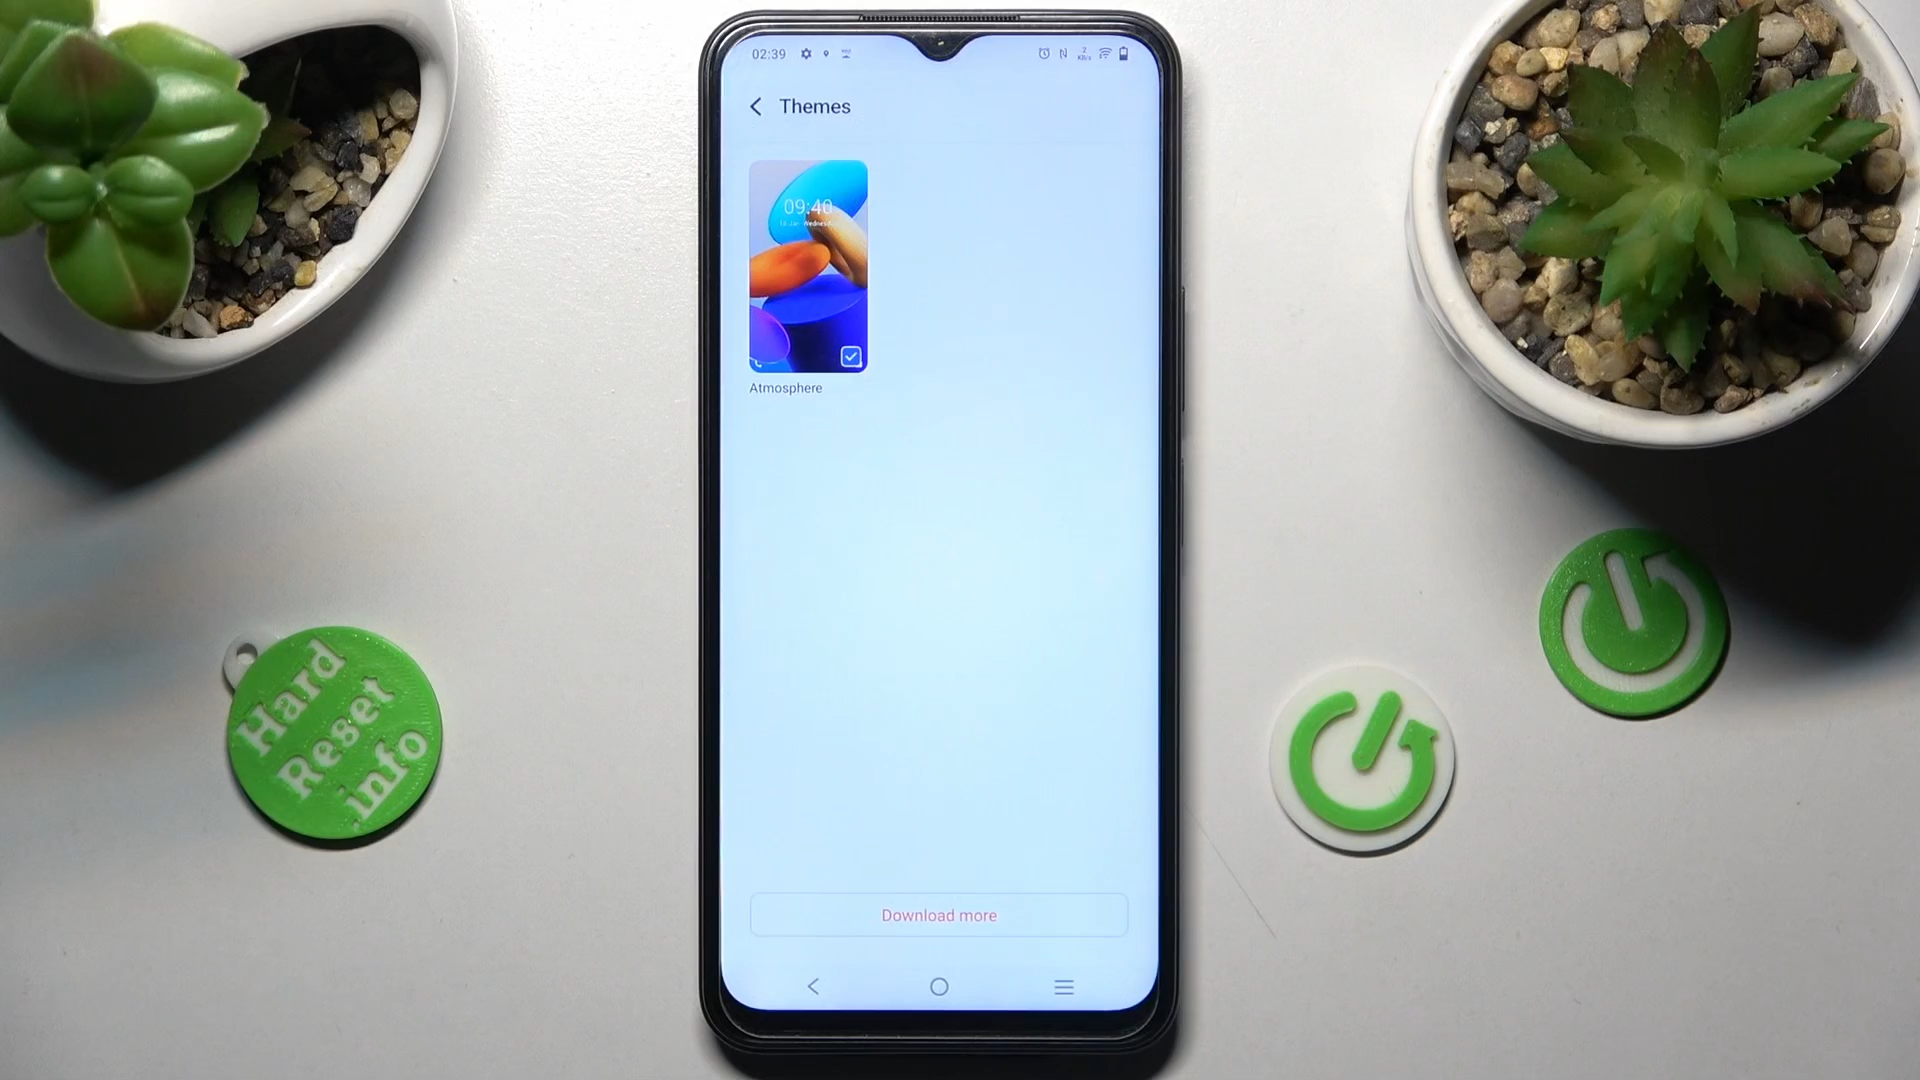 02:39
Themes
09:40
Atmosphere
Download more
Hard
Reset
.info